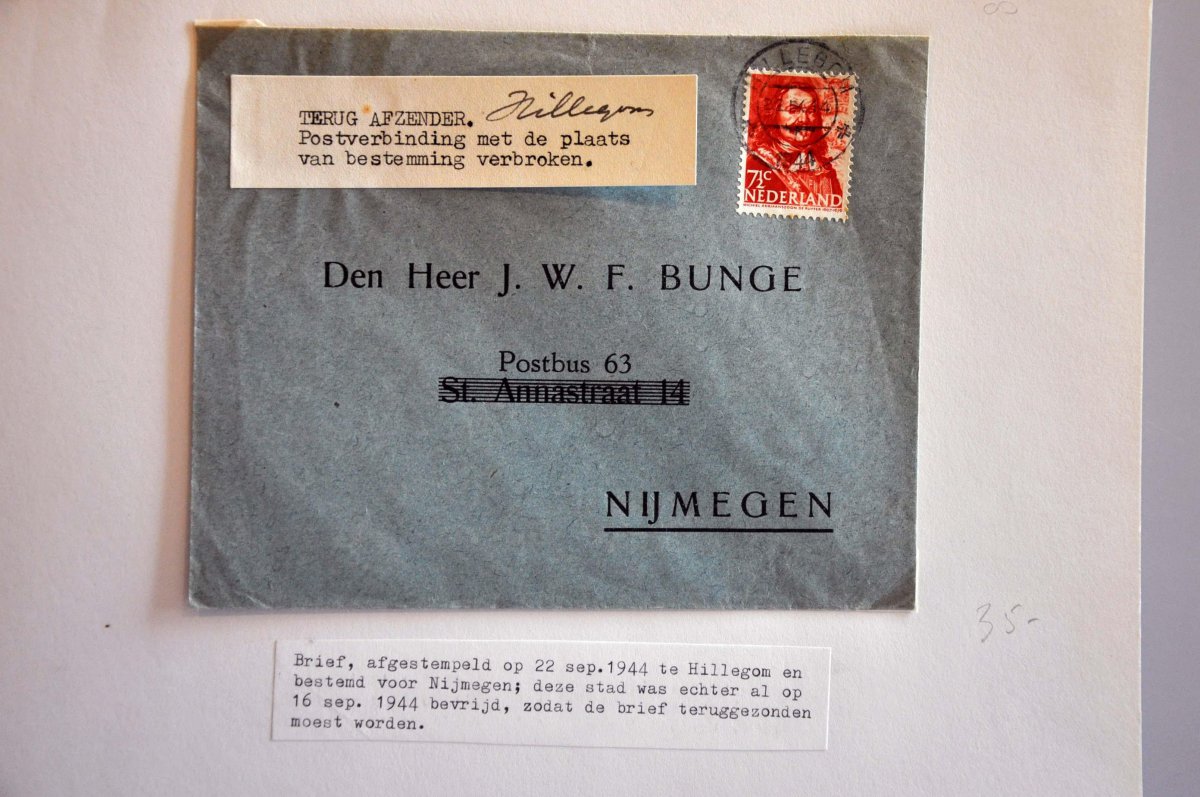 TERUG AFZENDER. Hillegom
Postverbinding met de plaats
van bestemming verbroken.
7½c
NEDERLAND
Den Heer J. W. F. BUNGE
Postbus 63
St. Annastraat 14
NIJMEGEN
35-
Brief, afgestempeld op 22 sep.1944 te Hillegom en
bestemd voor Nijmegen; deze stad was echter al op
16 sep. 1944 bevrijd, zodat de brief teruggezonden
moest worden.